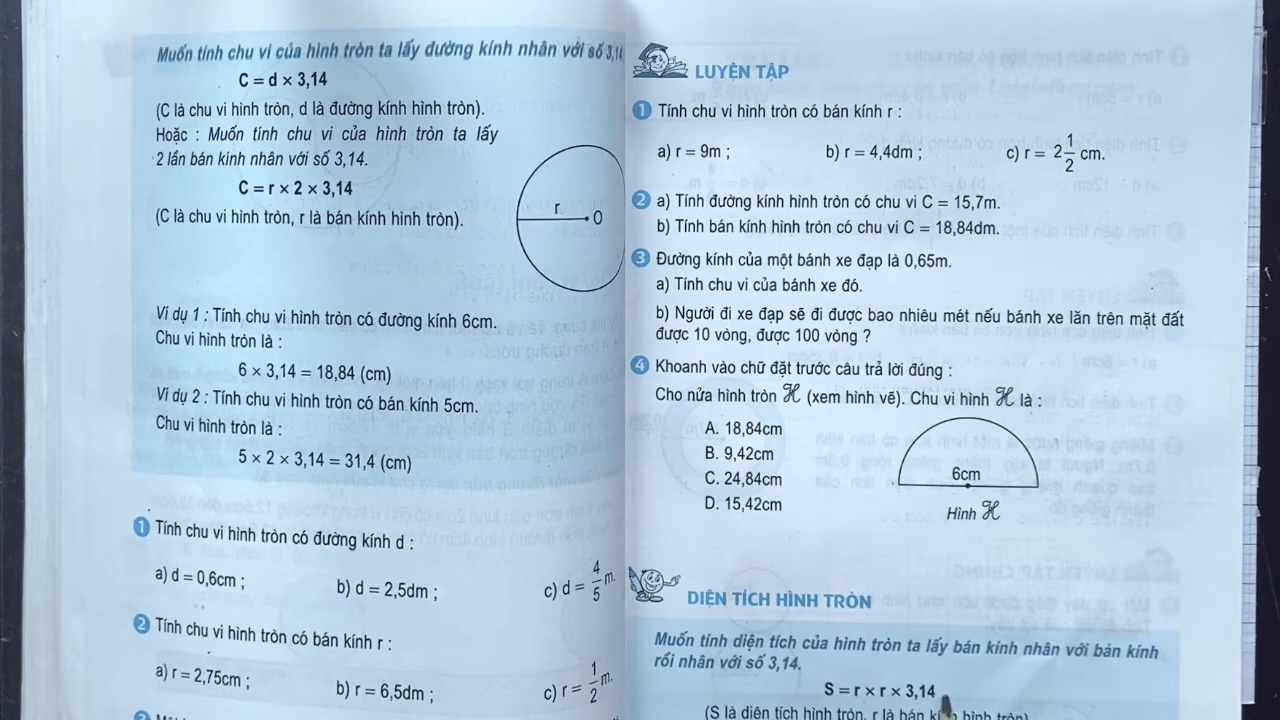 Muốn tính chu vi của hình tròn ta lấy đường kính nhân với số 3,14
C = d × 3,14
(C là chu vi hình tròn, d là đường kính hình tròn).
Hoặc : Muốn tính chu vi của hình tròn ta lấy
2 lần bán kính nhân với số 3,14.
C = r × 2 × 3,14
(C là chu vi hình tròn, r là bán kính hình tròn).
r
O
Ví dụ 1 : Tính chu vi hình tròn có đường kính 6cm.
Chu vi hình tròn là :
6 × 3,14 = 18,84 (cm)
Ví dụ 2 : Tính chu vi hình tròn có bán kính 5cm.
Chu vi hình tròn là :
5 × 2 × 3,14 = 31,4 (cm)
1 Tính chu vi hình tròn có đường kính d :
a) d = 0,6cm ; b) d = 2,5dm ; c) d = 4/5 m.
2 Tính chu vi hình tròn có bán kính r :
a) r = 2,75cm ; b) r = 6,5dm ; c) r = 1/2 m.
LUYỆN TẬP
1 Tính chu vi hình tròn có bán kính r :
a) r = 9m ; b) r = 4,4dm ; c) r = 2 1/2 cm.
2 a) Tính đường kính hình tròn có chu vi C = 15,7m.
b) Tính bán kính hình tròn có chu vi C = 18,84dm.
3 Đường kính của một bánh xe đạp là 0,65m.
a) Tính chu vi của bánh xe đó.
b) Người đi xe đạp sẽ đi được bao nhiêu mét nếu bánh xe lăn trên mặt đất
được 10 vòng, được 100 vòng ?
4 Khoanh vào chữ đặt trước câu trả lời đúng :
Cho nửa hình tròn H (xem hình vẽ). Chu vi hình H là :
A. 18,84cm
B. 9,42cm
C. 24,84cm
D. 15,42cm
6cm
Hình H
DIỆN TÍCH HÌNH TRÒN
Muốn tính diện tích của hình tròn ta lấy bán kính nhân với bán kính
rồi nhân với số 3,14.
S = r × r × 3,14
(S là diện tích hình tròn, r là bán hình tròn)